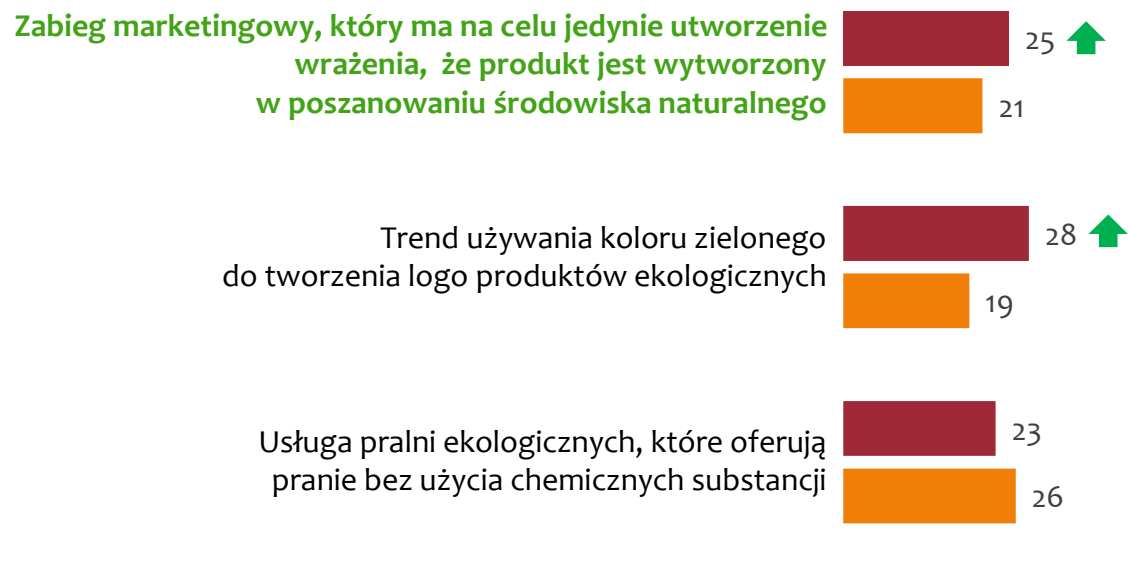 Zabieg marketingowy, który ma na celu jedynie utworzenie
wrażenia, że produkt jest wytworzony
w poszanowaniu środowiska naturalnego
25
21
Trend używania koloru zielonego
do tworzenia logo produktów ekologicznych
28
19
Usługa pralni ekologicznych, które oferują
pranie bez użycia chemicznych substancji
23
26